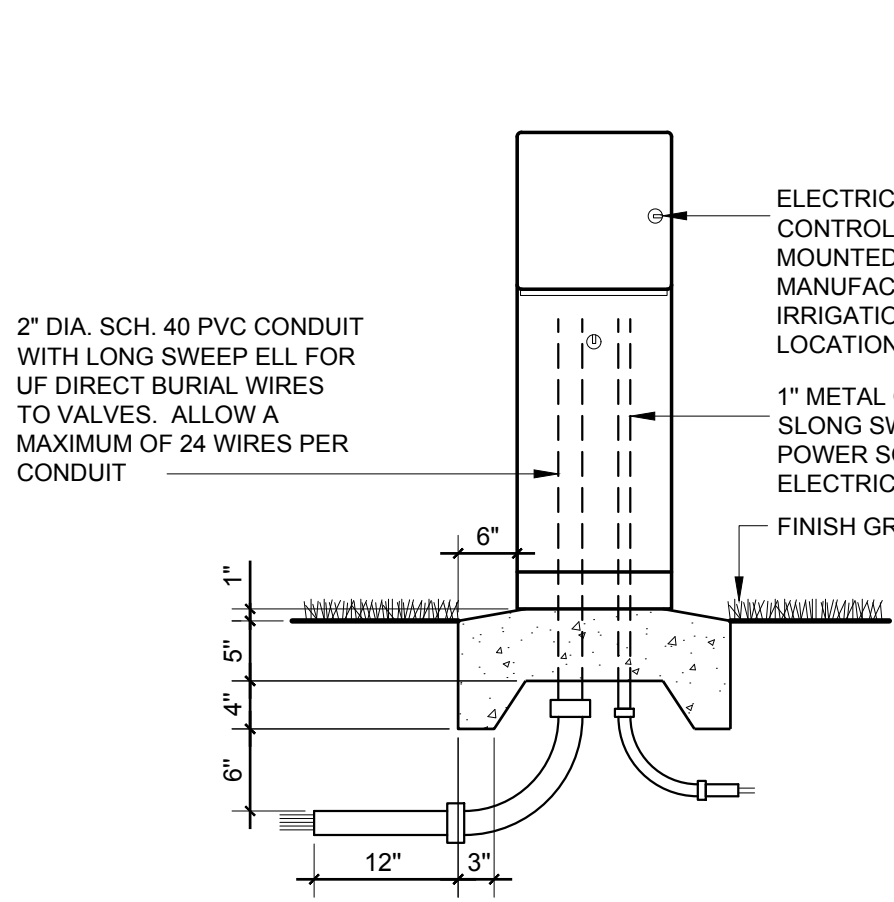 2" DIA. SCH. 40 PVC CONDUIT
WITH LONG SWEEP ELL FOR
UF DIRECT BURIAL WIRES
TO VALVES. ALLOW A
MAXIMUM OF 24 WIRES PER
CONDUIT
ELECTRIC
CONTROL
MOUNTED
MANUFAC
IRRIGATIO
LOCATION
1" METAL
SLONG SW
POWER SO
ELECTRIC
FINISH GR
6"
1"
5"
4"
6"
12"
3"